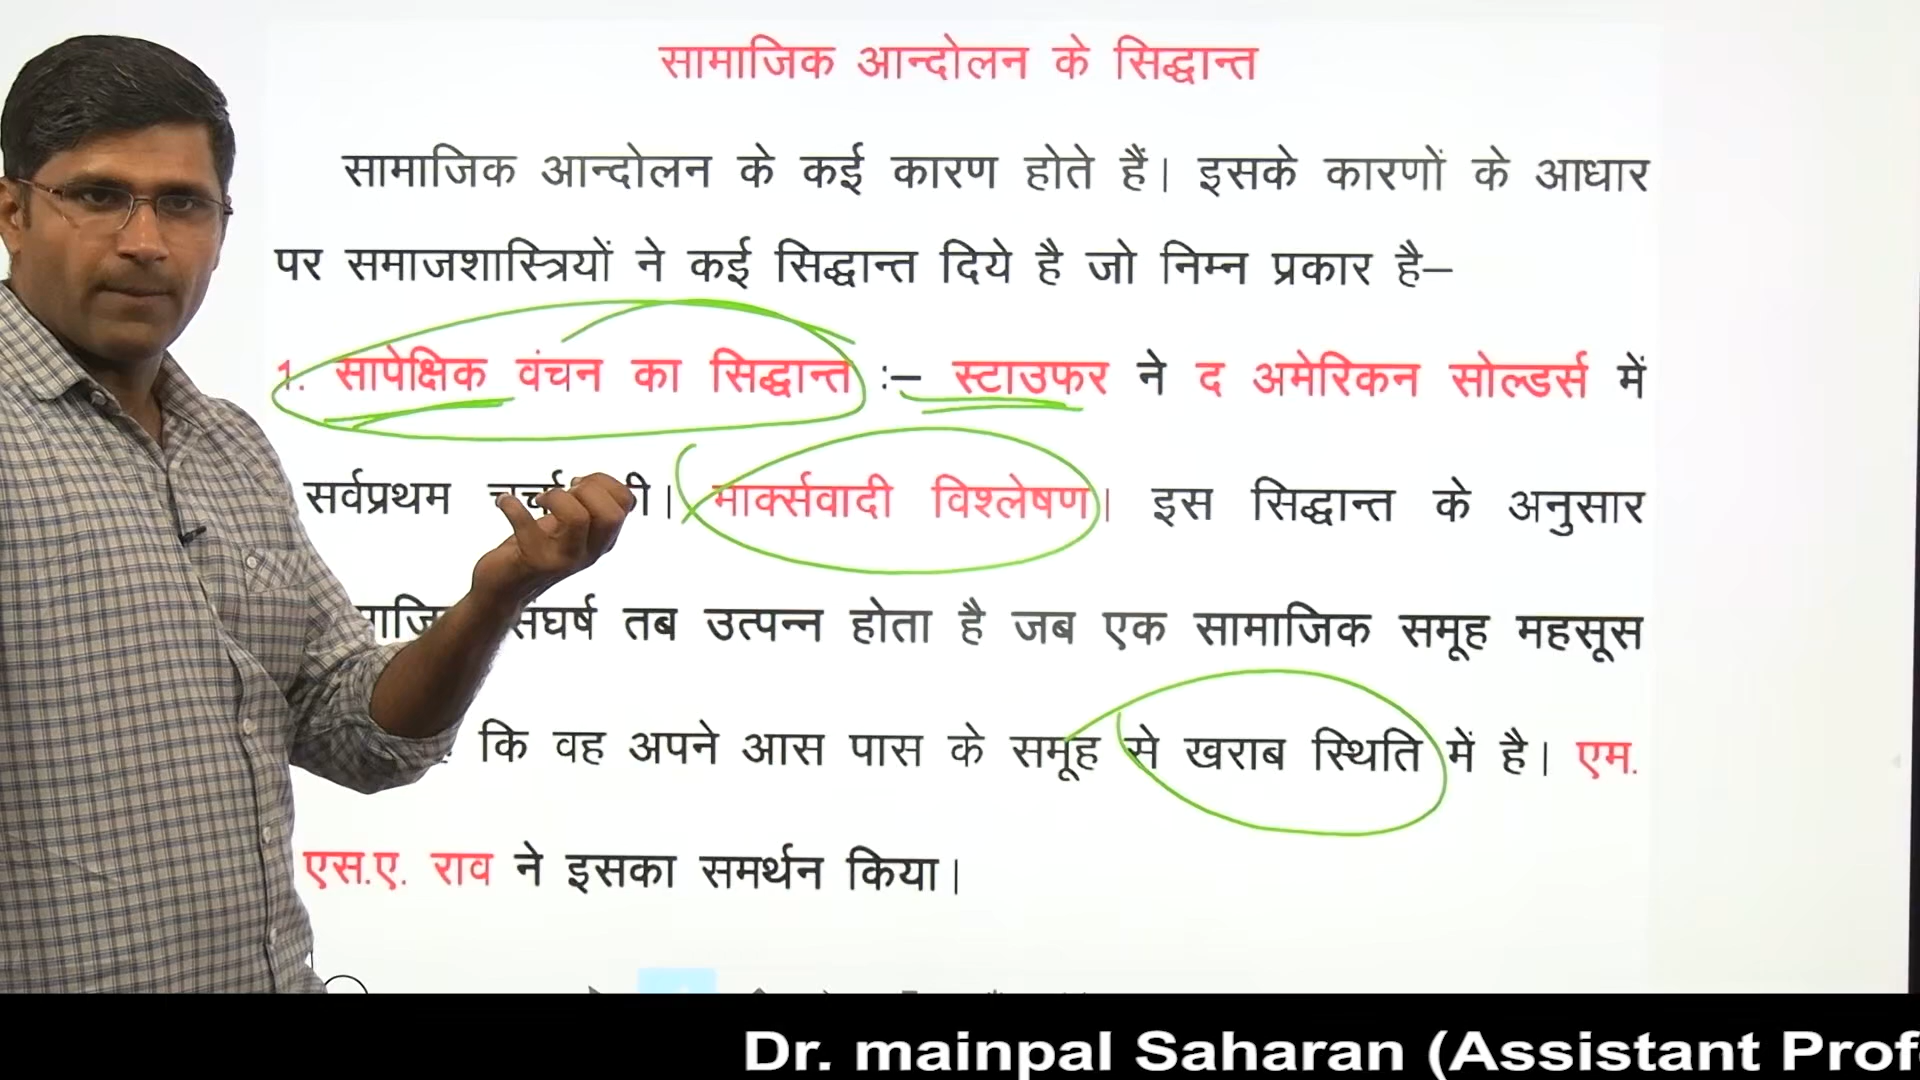 सामाजिक आन्दोलन के सिद्धान्त
सामाजिक आन्दोलन के कई कारण होते हैं। इसके कारणों के आधार
पर समाजशास्त्रियों ने कई सिद्धान्त दिये है जो निम्न प्रकार है–
1. सापेक्षिक वंचन का सिद्धान्त :– स्टाउफर ने द अमेरिकन सोल्डर्स में
सर्वप्रथम मार्क्सवादी विश्लेषण। इस सिद्धान्त के अनुसार
संघर्ष तब उत्पन्न होता है जब एक सामाजिक समूह महसूस
कि वह अपने आस पास के समूह से खराब स्थिति में है। एम.
एस.ए. राव ने इसका समर्थन किया।
Dr. mainpal Saharan (Assistant Prof